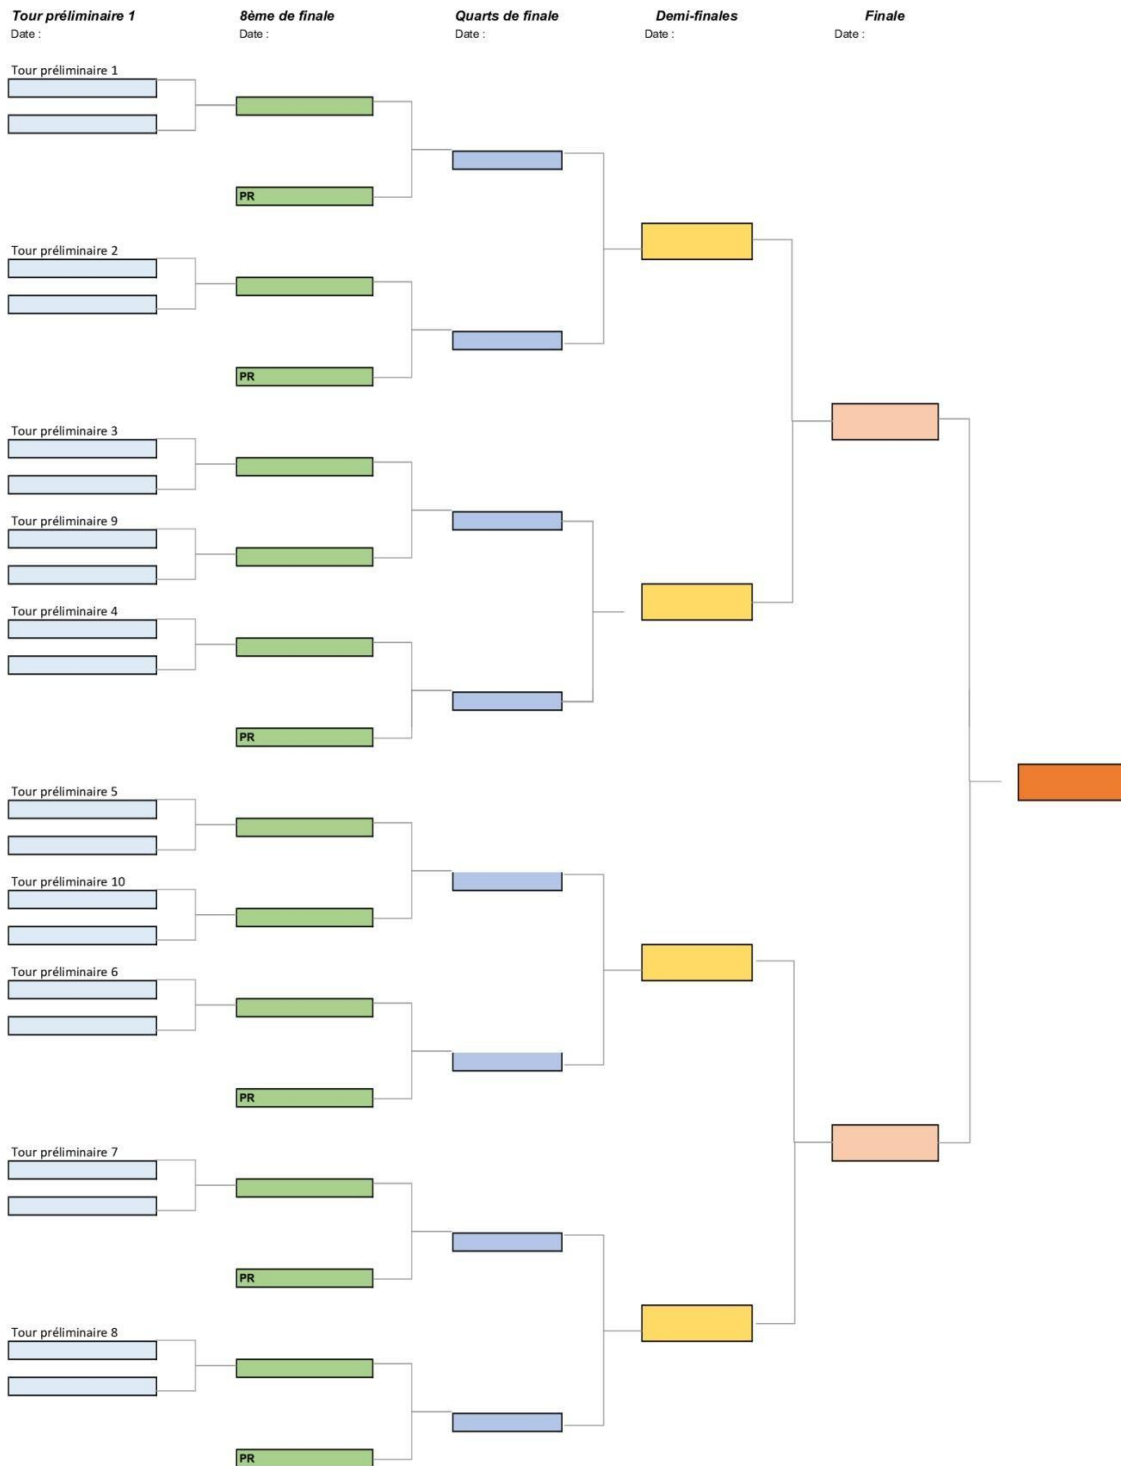 Tour préliminaire 1 8ème de finale Quarts de finale Demi-finales Finale
Date : Date : Date : Date : Date :
Tour préliminaire 1
PR
Tour préliminaire 2
PR
Tour préliminaire 3
Tour préliminaire 9
Tour préliminaire 4
PR
Tour préliminaire 5
Tour préliminaire 10
Tour préliminaire 6
PR
Tour préliminaire 7
PR
Tour préliminaire 8
PR